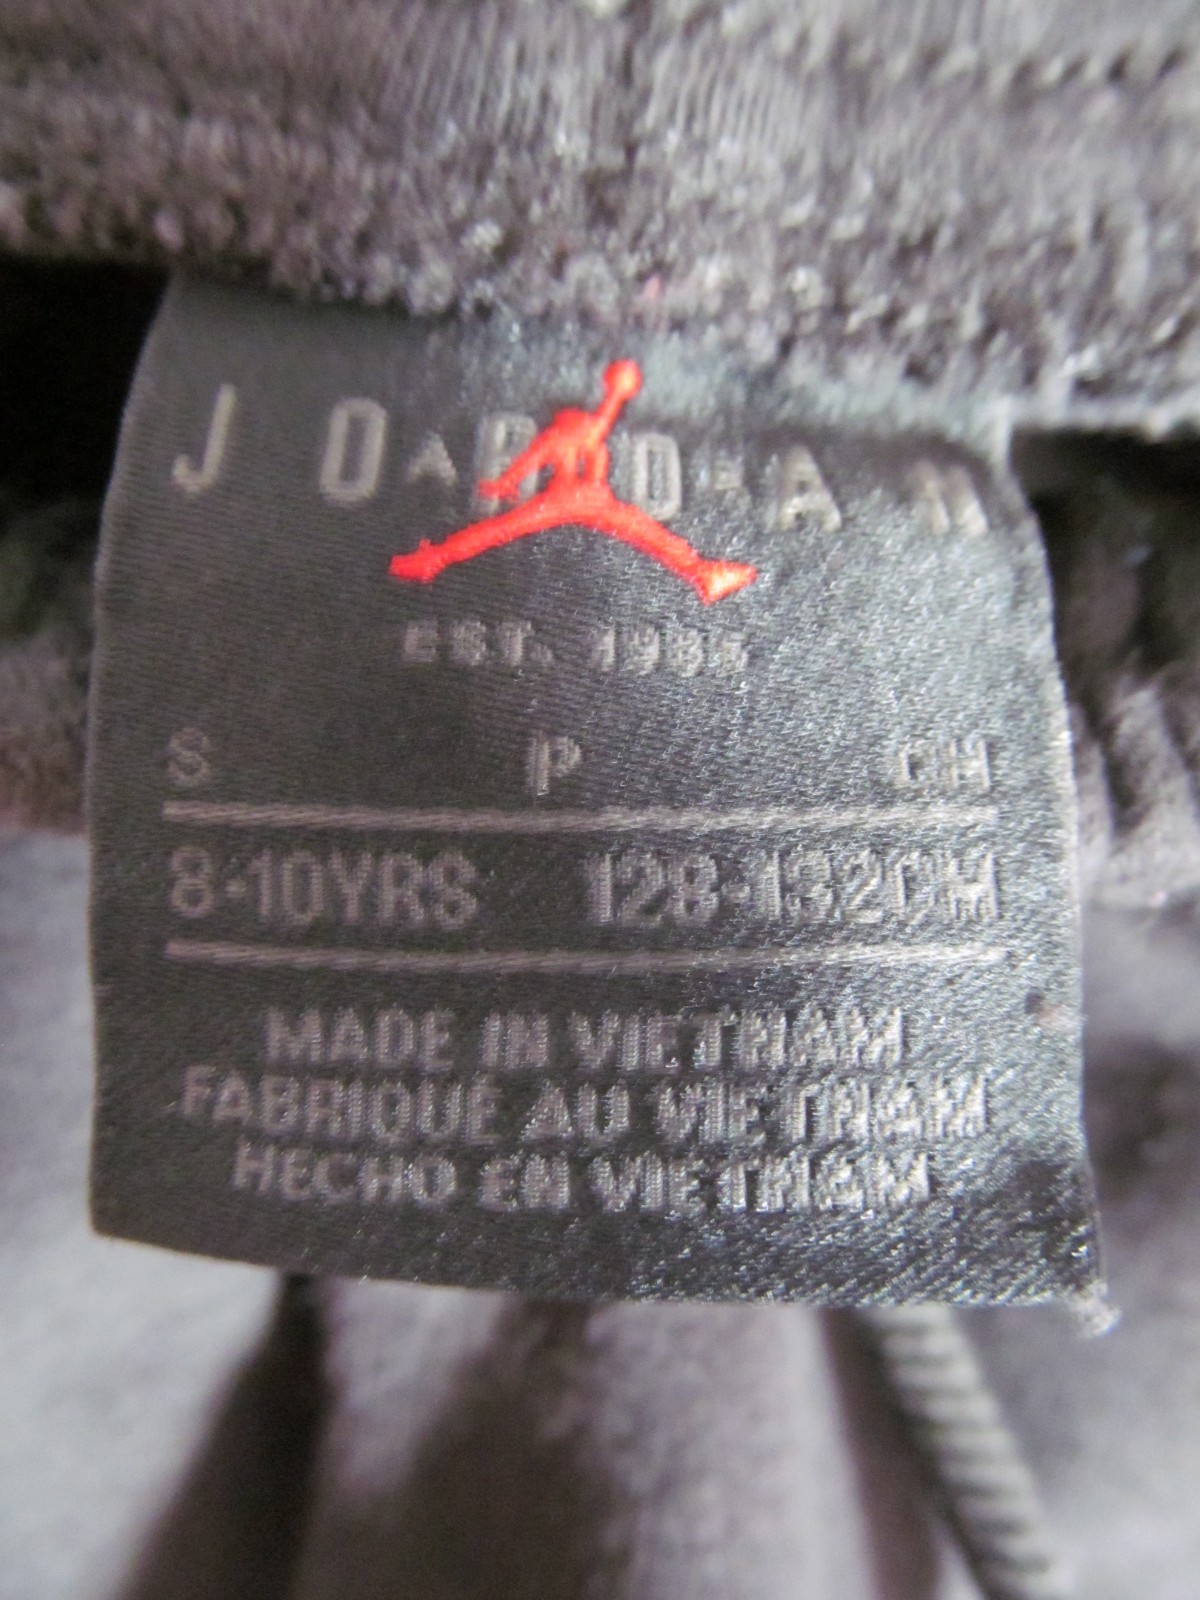 JORDAN
EST. 1985
S P CH
8-10YRS 128-132CM
MADE IN VIETNAM
FABRIQUÉ AU VIETNAM
HECHO EN VIETNAM